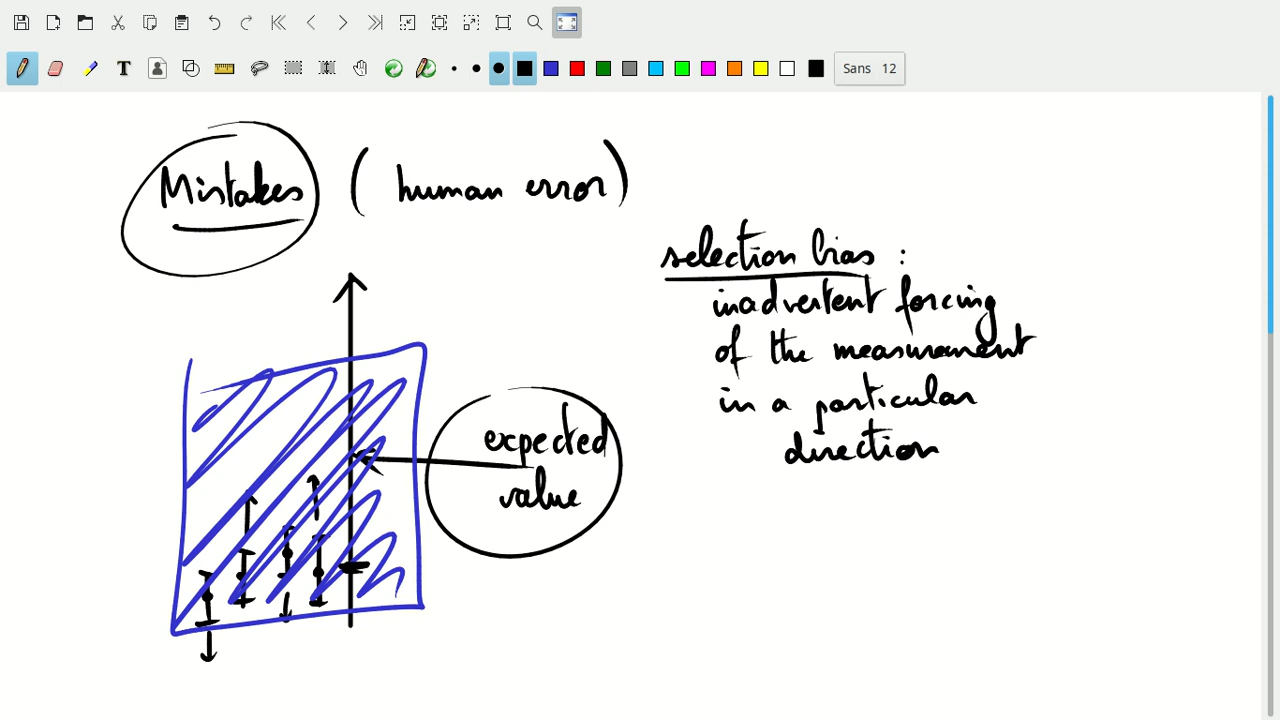 Sans 12
Mistakes ( human error)
selection bias :
inadvertent forcing
of the measurement
in a particular
direction
expected
value